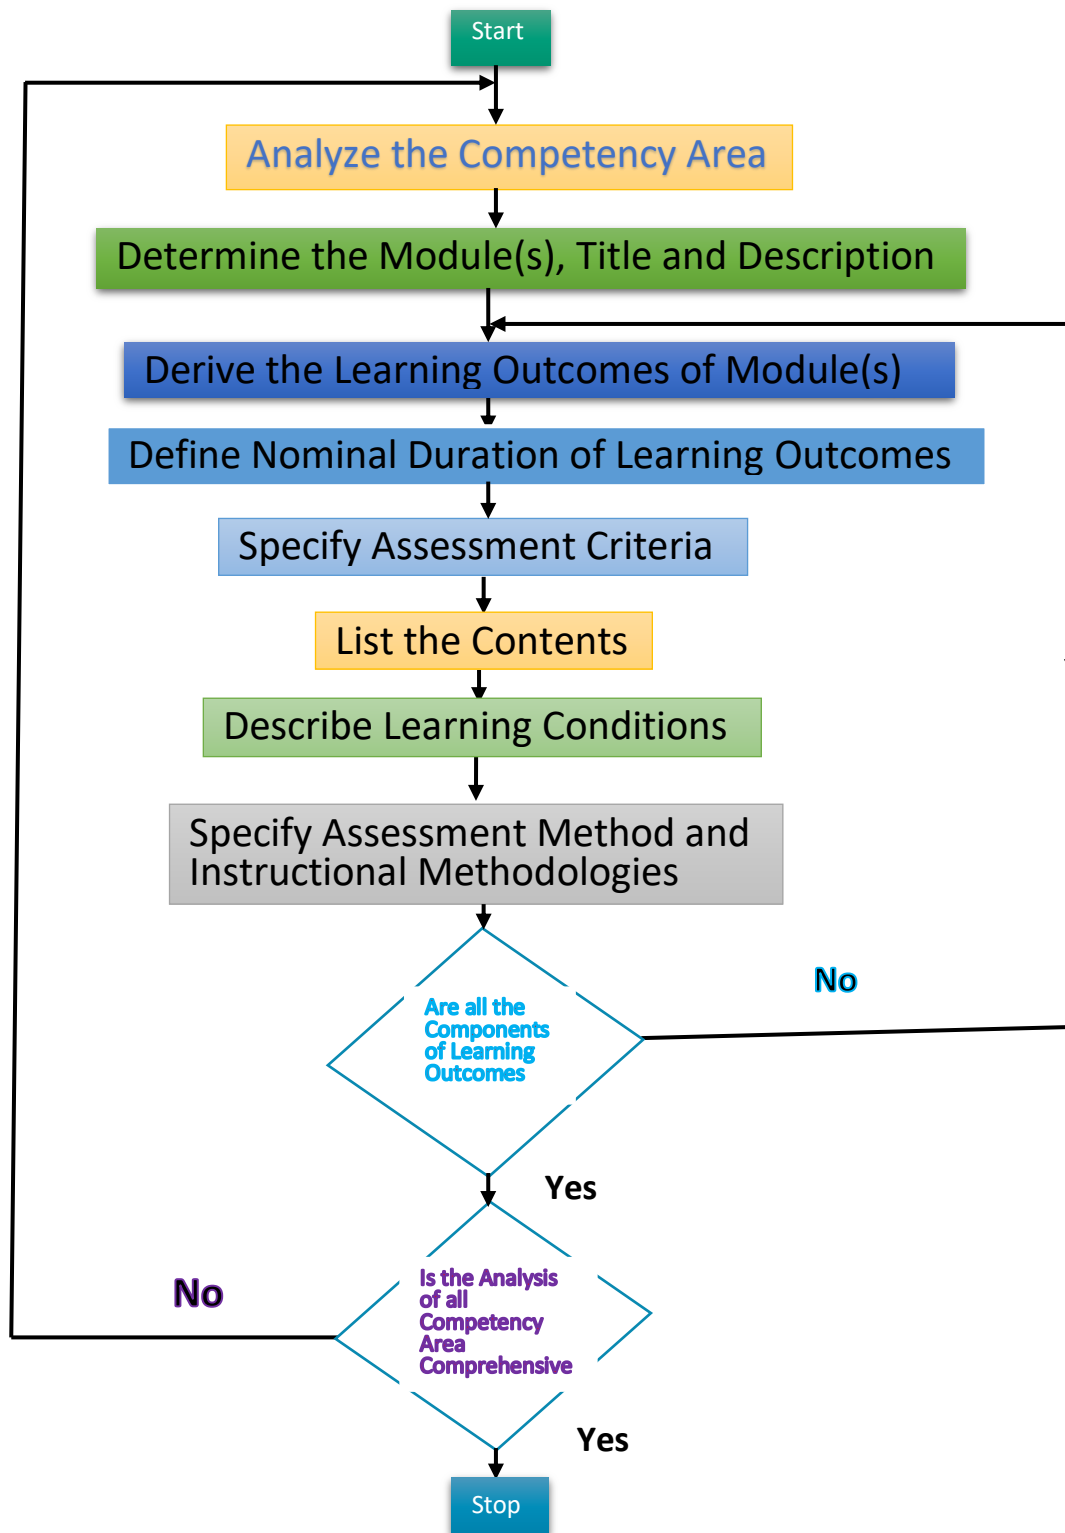 Start
Analyze the Competency Area
Determine the Module(s), Title and Description
Derive the Learning Outcomes of Module(s)
Define Nominal Duration of Learning Outcomes
Specify Assessment Criteria
List the Contents
Describe Learning Conditions
Specify Assessment Method and
Instructional Methodologies
No
Are all the
Components
of Learning
Outcomes
Yes
No
Is the Analysis
of all
Competency
Area
Comprehensive
Yes
Stop